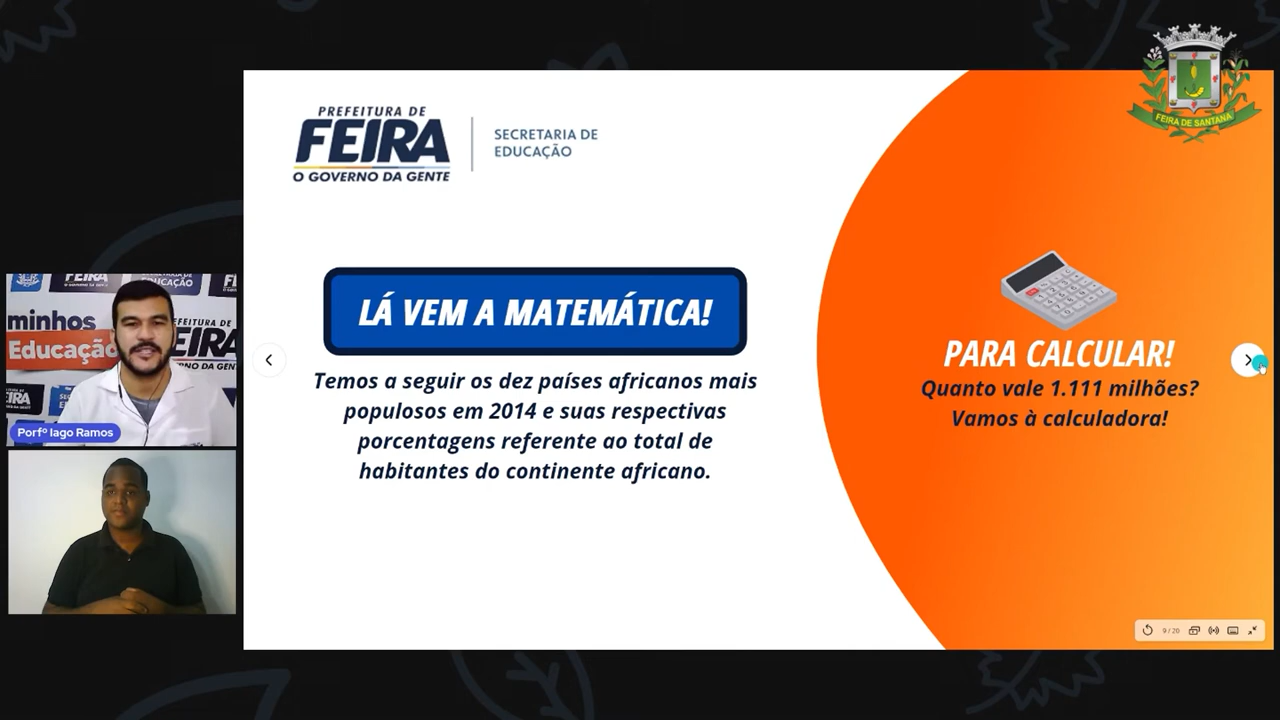 FEIRA DE SANTANA
PREFEITURA DE
FEIRA
O GOVERNO DA GENTE
SECRETARIA DE
EDUCAÇÃO
LÁ VEM A MATEMÁTICA!
Temos a seguir os dez países africanos mais
populosos em 2014 e suas respectivas
porcentagens referente ao total de
habitantes do continente africano.
PARA CALCULAR!
Quanto vale 1.111 milhões?
Vamos à calculadora!
9 / 20
FEIRA
EDUCAÇÃO
minhos
Educação
FEIRA
Porfº Iago Ramos